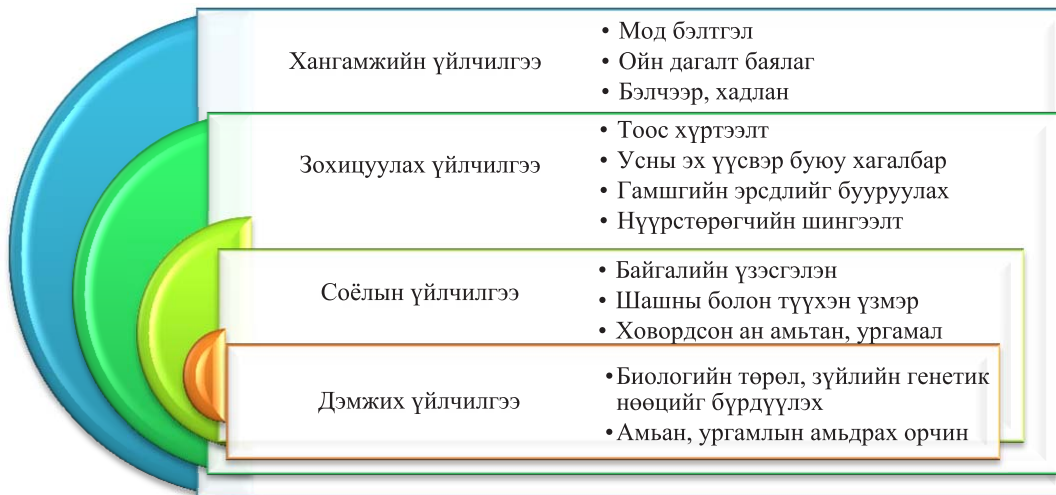 Хангамжийн үйлчилгээ
• Мод бэлтгэл
• Ойн дагалт баялаг
• Бэлчээр, хадлан
Зохицуулах үйлчилгээ
• Тоос хүртээлт
• Усны эх үүсвэр буюу хагалбар
• Гамшгийн эрсдлийг бууруулах
• Нүүрстөрөгчийн шингээлт
Соёлын үйлчилгээ
• Байгалийн үзэсгэлэн
• Шашны болон түүхэн үзмэр
• Ховордсон ан амьтан, ургамал
Дэмжих үйлчилгээ
•Биологийн төрөл, зүйлийн генетик
нөөцийг бүрдүүлэх
•Амьан, ургамлын амьдрах орчин